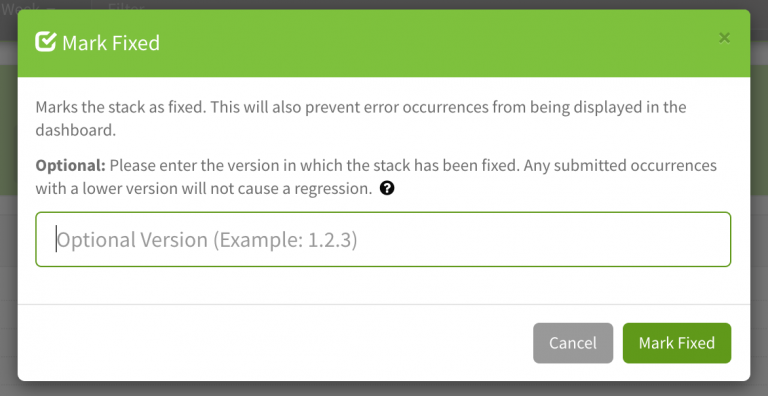 Week
Filter
Mark Fixed
×
Marks the stack as fixed. This will also prevent error occurrences from being displayed in the
dashboard.
Optional: Please enter the version in which the stack has been fixed. Any submitted occurrences
with a lower version will not cause a regression. ?
Optional Version (Example: 1.2.3)
Cancel
Mark Fixed